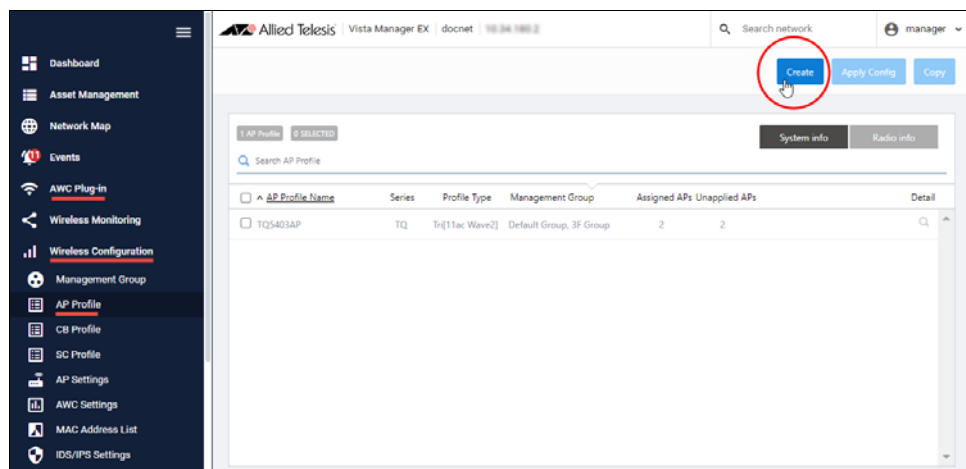 Allied Telesis Vista Manager EX docnet
Search network
manager
Create Apply Config Copy
Dashboard
Asset Management
Network Map
11
Events
AWC Plug-in
Wireless Monitoring
Wireless Configuration
Management Group
AP Profile
CB Profile
SC Profile
AP Settings
AWC Settings
MAC Address List
IDS/IPS Settings
1 AP Profile 0 SELECTED
System info Radio info
Search AP Profile
AP Profile Name Series Profile Type Management Group Assigned APs Unapplied APs Detail
TQ5403AP TQ Tri[11ac Wave2] Default Group, 3F Group 2 2